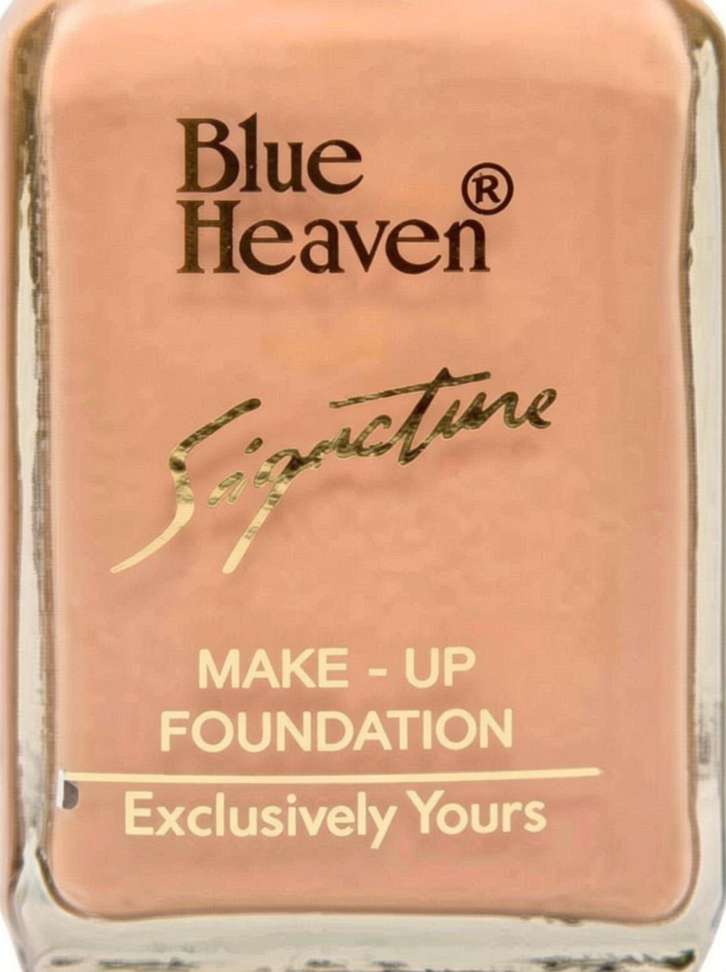 Blue
Heaven®
Signature
MAKE - UP
FOUNDATION
Exclusively Yours